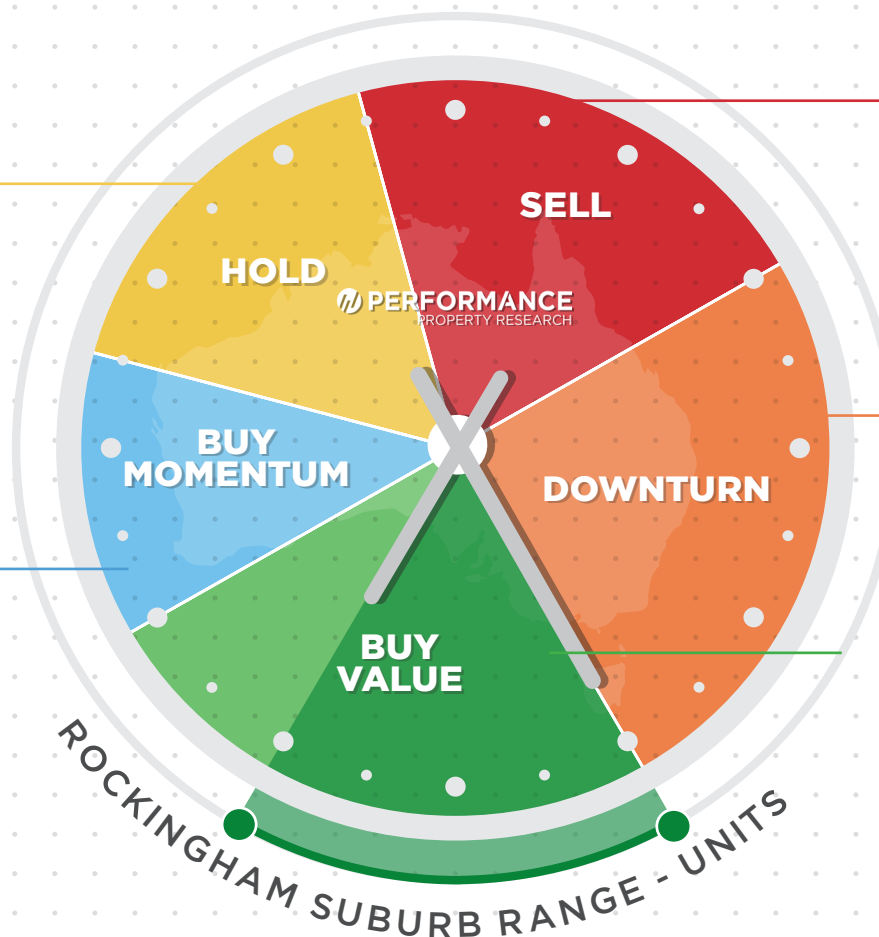 SELL
HOLD
PERFORMANCE
PROPERTY RESEARCH
BUY
MOMENTUM
DOWNTURN
BUY
VALUE
ROCKINGHAM SUBURB RANGE - UNITS